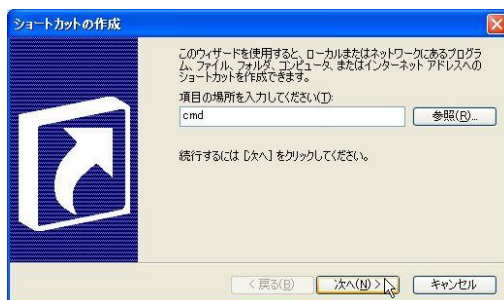 ショートカットの作成
このウィザードを使用すると、ローカルまたはネットワークにあるプログラ
ム、ファイル、フォルダ、コンピュータ、またはインターネット アドレスへの
ショートカットを作成できます。
項目の場所を入力してください(T):
cmd
参照(R)...
続行するには [次へ] をクリックしてください。
< 戻る(B)
次へ(N) >
キャンセル